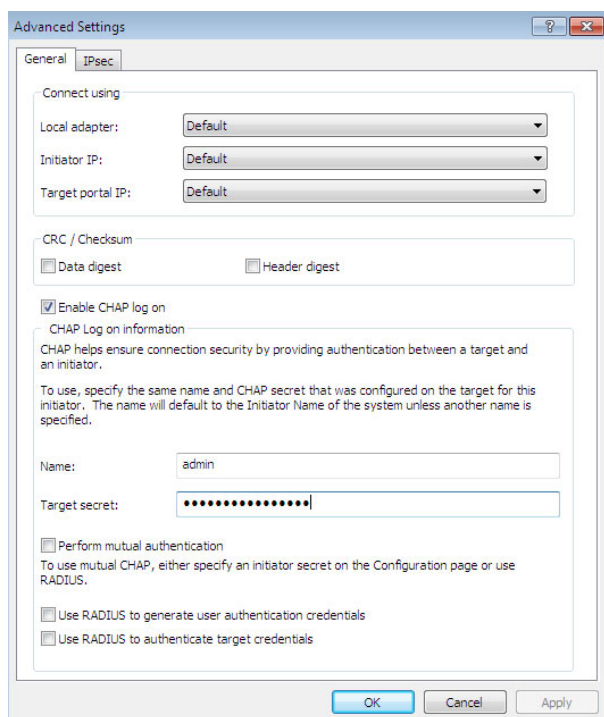 Advanced Settings
General IPsec
Connect using
Local adapter: Default
Initiator IP: Default
Target portal IP: Default
CRC / Checksum
Data digest Header digest
Enable CHAP log on
CHAP Log on information
CHAP helps ensure connection security by providing authentication between a target and
an initiator.
To use, specify the same name and CHAP secret that was configured on the target for this
initiator. The name will default to the Initiator Name of the system unless another name is
specified.
Name: admin
Target secret: ••••••••••••••••
Perform mutual authentication
To use mutual CHAP, either specify an initiator secret on the Configuration page or use
RADIUS.
Use RADIUS to generate user authentication credentials
Use RADIUS to authenticate target credentials
OK Cancel Apply